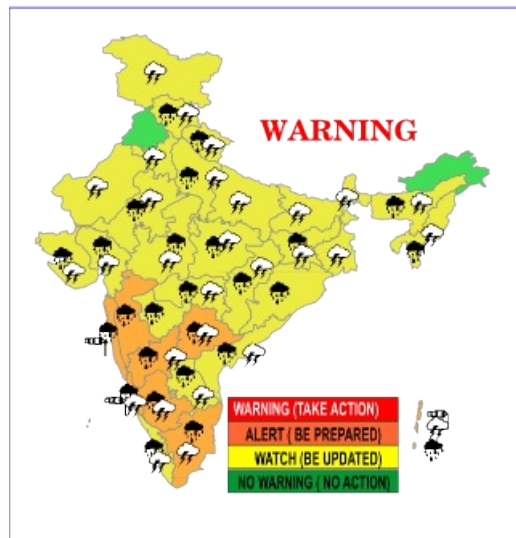 WARNING
WARNING (TAKE ACTION)
ALERT ( BE PREPARED)
WATCH (BE UPDATED)
NO WARNING ( NO ACTION)